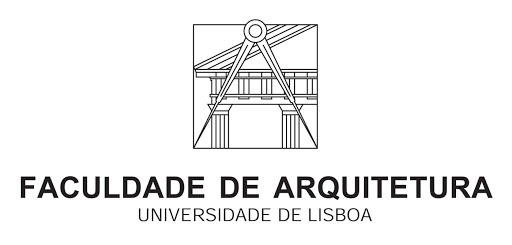 FACULDADE DE ARQUITETURA
UNIVERSIDADE DE LISBOA